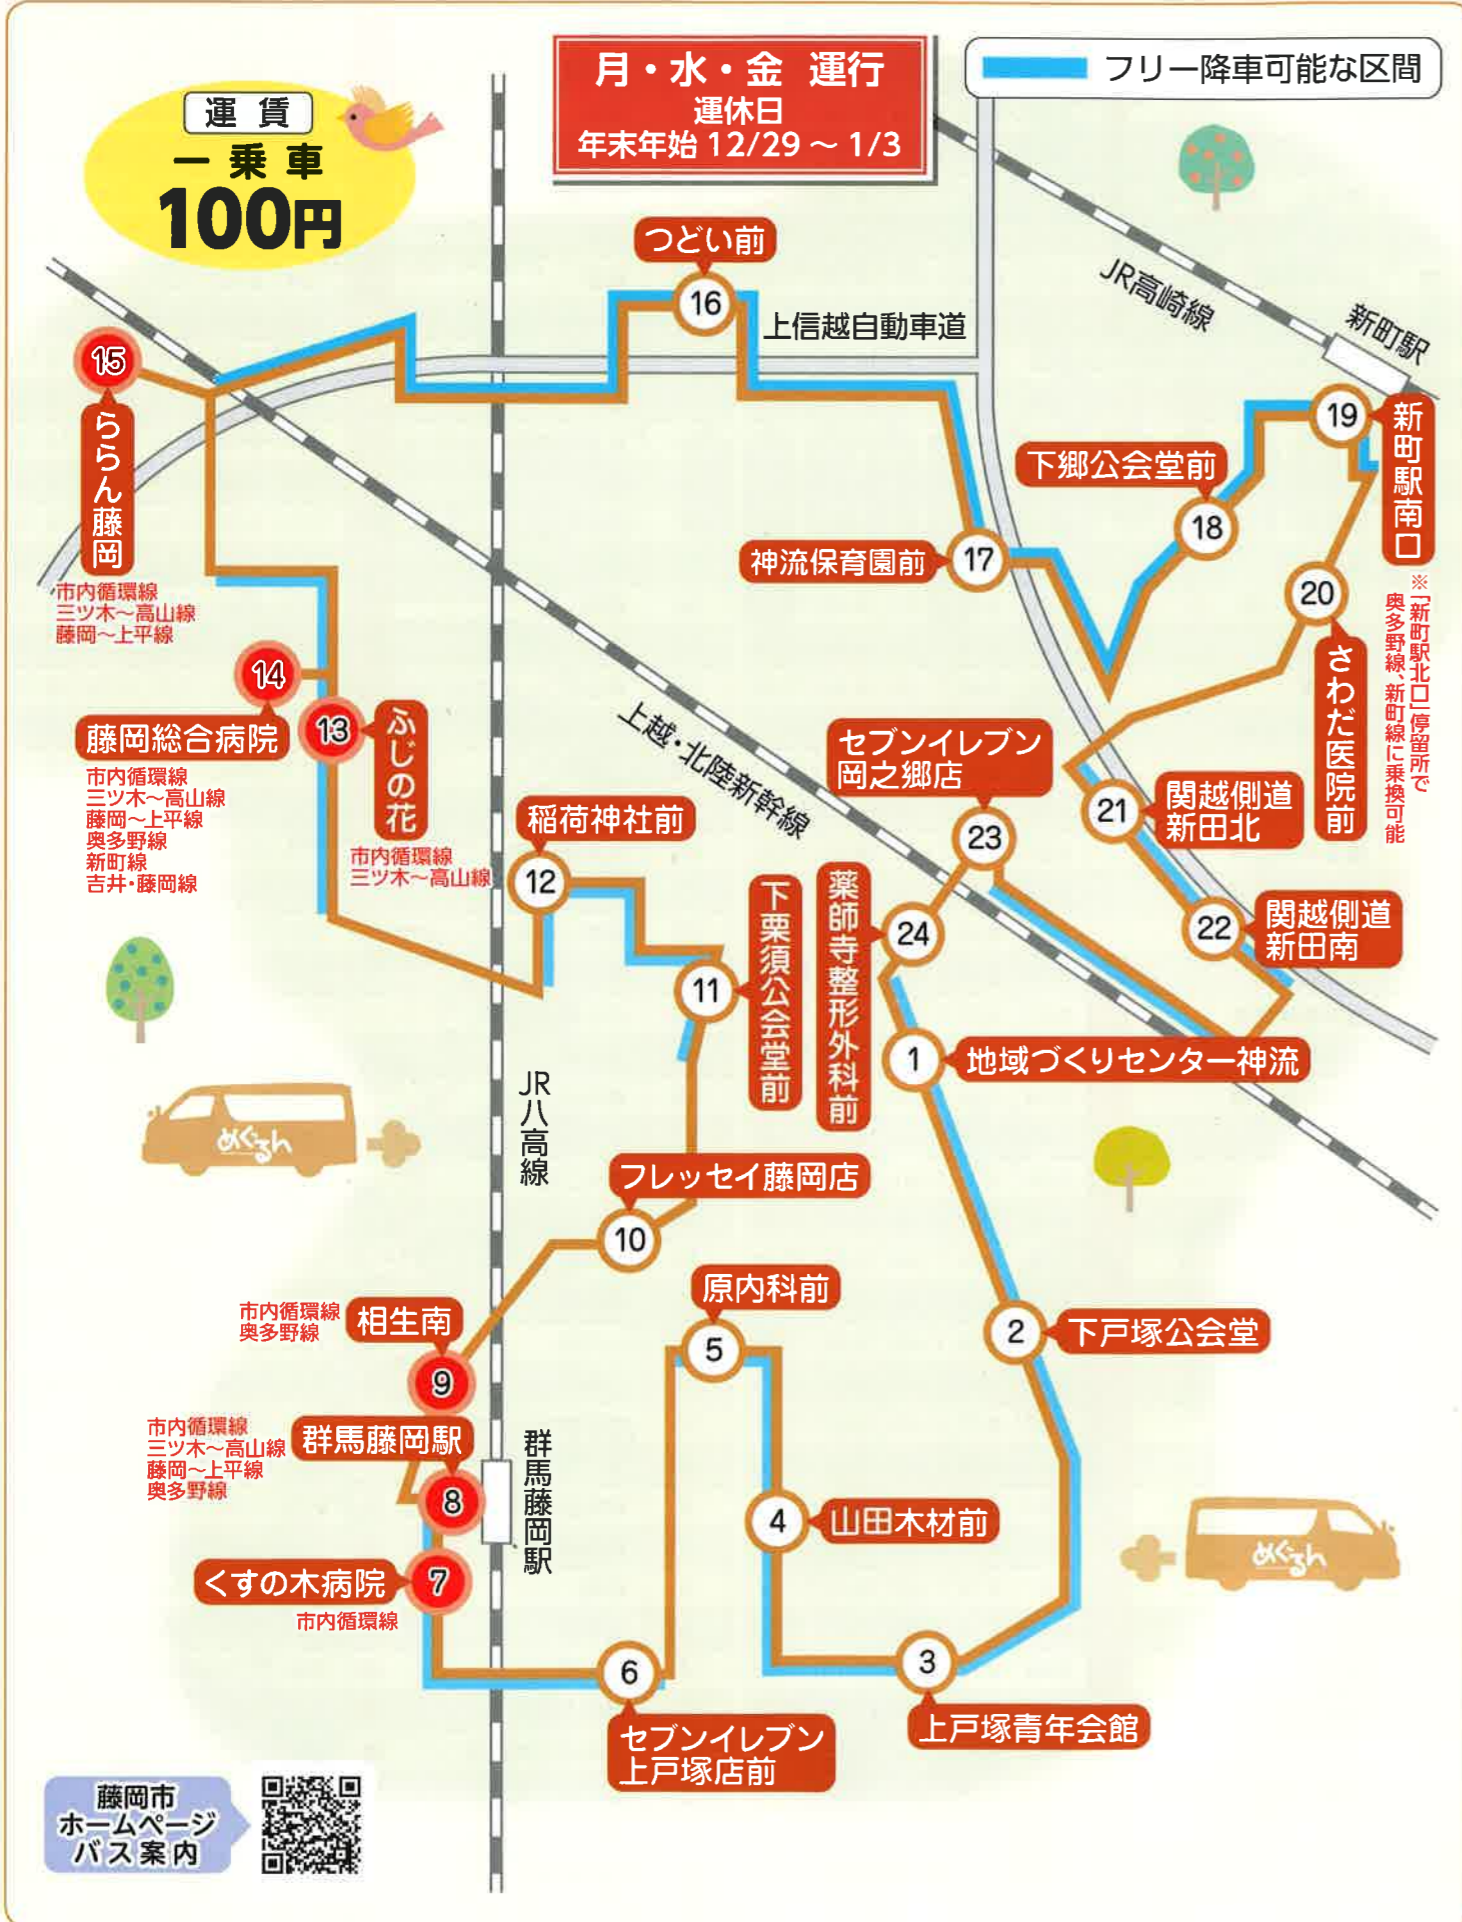 運賃
一乗車
100円
月・水・金 運行
運休日
年末年始 12/29 ～ 1/3
フリー降車可能な区間
つどい前
16
上信越自動車道
JR高崎線
新町駅
15
ららん藤岡
市内循環線
三ツ木～高山線
藤岡～上平線
19
新町駅南口
下郷公会堂前
18
神流保育園前
17
20
さわだ医院前
※「新町駅北口」停留所で
奥多野線、新町線に乗換可能
14
藤岡総合病院
市内循環線
三ツ木～高山線
藤岡～上平線
奥多野線
新町線
吉井・藤岡線
13
ふじの花
市内循環線
三ツ木～高山線
上越・北陸新幹線
セブンイレブン
岡之郷店
23
21
関越側道
新田北
稲荷神社前
12
22
関越側道
新田南
24
薬師寺整形外科前
11
下栗須公会堂前
1
地域づくりセンター神流
JR八高線
めぐるん
フレッセイ藤岡店
10
原内科前
5
市内循環線
奥多野線
相生南
9
2
下戸塚公会堂
市内循環線
三ツ木～高山線
藤岡～上平線
奥多野線
群馬藤岡駅
8
群馬藤岡駅
4
山田木材前
めぐるん
くすの木病院
7
市内循環線
6
セブンイレブン
上戸塚店前
3
上戸塚青年会館
藤岡市
ホームページ
バス案内